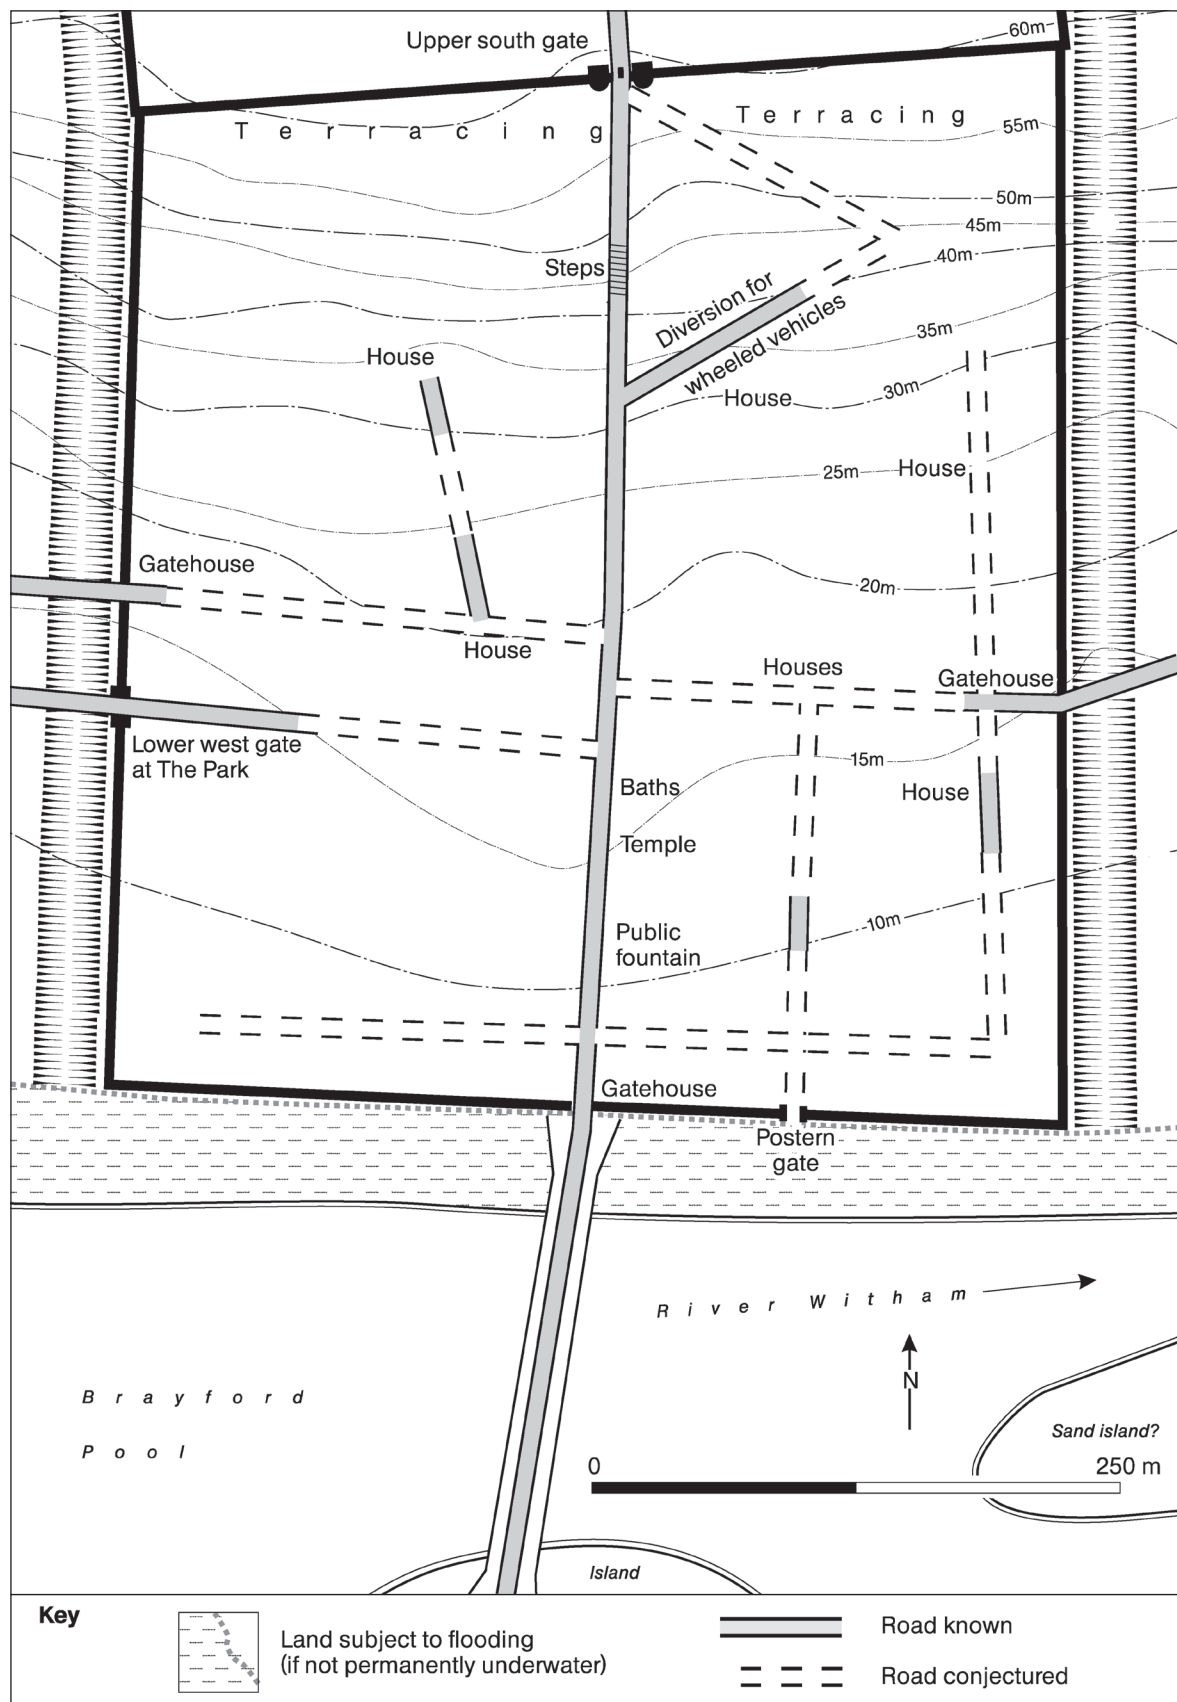 60m
Upper south gate
Terracing
Terracing
55m
50m
45m
40m
Steps
Diversion for
wheeled vehicles
35m
House
House
30m
25m
House
Gatehouse
20m
House
Houses
Gatehouse
Lower west gate
at The Park
15m
Baths
House
Temple
10m
Public
fountain
Gatehouse
Postern
gate
River Witham
N
Brayford
Pool
Sand island?
0
250 m
Island
Key
Land subject to flooding
(if not permanently underwater)
Road known
Road conjectured